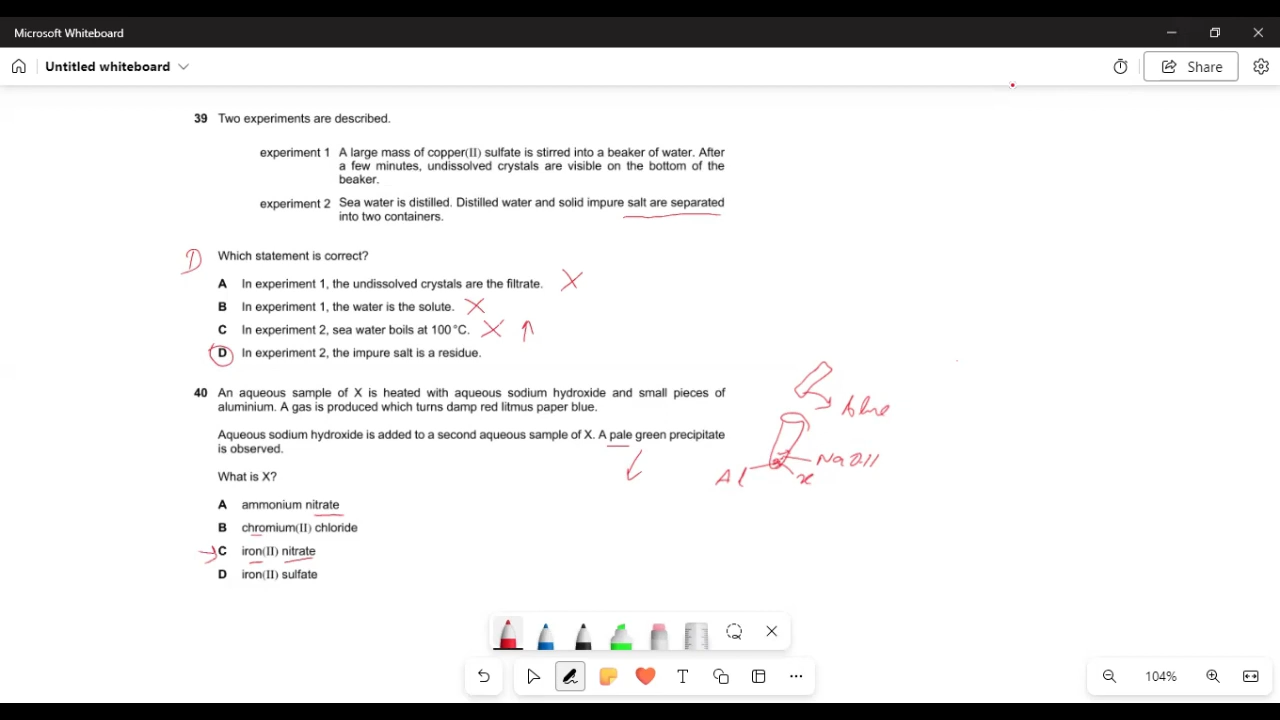 Microsoft Whiteboard
Untitled whiteboard
Share
39 Two experiments are described.
experiment 1 A large mass of copper(II) sulfate is stirred into a beaker of water. After
a few minutes, undissolved crystals are visible on the bottom of the
beaker.
experiment 2 Sea water is distilled. Distilled water and solid impure salt are separated
into two containers.
D Which statement is correct?
A In experiment 1, the undissolved crystals are the filtrate.
B In experiment 1, the water is the solute.
C In experiment 2, sea water boils at 100 °C.
D In experiment 2, the impure salt is a residue.
40 An aqueous sample of X is heated with aqueous sodium hydroxide and small pieces of
aluminium. A gas is produced which turns damp red litmus paper blue.
blue
Aqueous sodium hydroxide is added to a second aqueous sample of X. A pale green precipitate
is observed.
NaOH
What is X?
Al
x
A ammonium nitrate
B chromium(II) chloride
C iron(II) nitrate
D iron(II) sulfate
T
104%